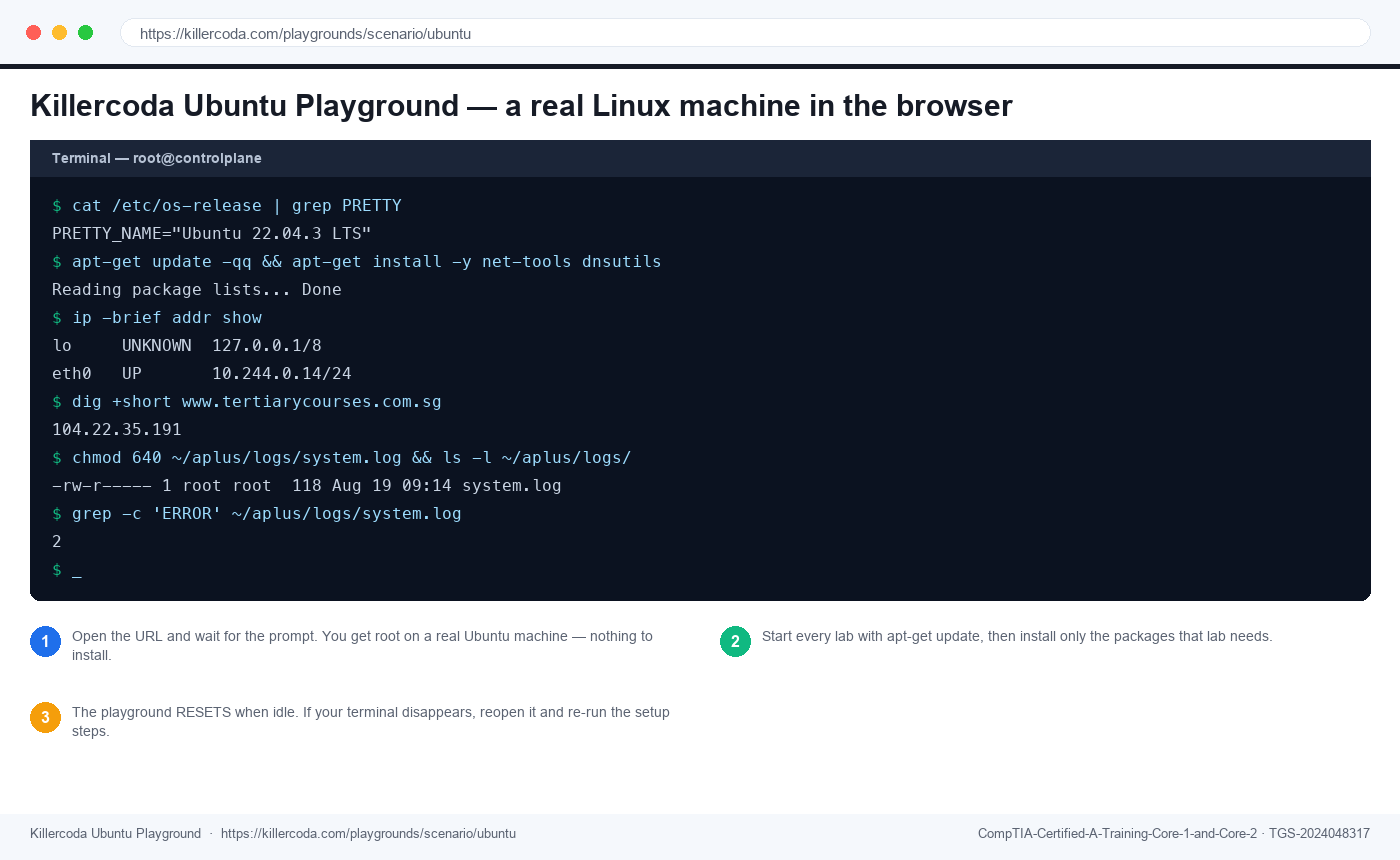 https://killercoda.com/playgrounds/scenario/ubuntu
Killercoda Ubuntu Playground — a real Linux machine in the browser
Terminal — root@controlplane
$ cat /etc/os-release | grep PRETTY
PRETTY_NAME="Ubuntu 22.04.3 LTS"
$ apt-get update -qq && apt-get install -y net-tools dnsutils
Reading package lists... Done
$ ip -brief addr show
lo     UNKNOWN  127.0.0.1/8
eth0   UP       10.244.0.14/24
$ dig +short www.tertiarycourses.com.sg
104.22.35.191
$ chmod 640 ~/aplus/logs/system.log && ls -l ~/aplus/logs/
-rw-r----- 1 root root  118 Aug 19 09:14 system.log
$ grep -c 'ERROR' ~/aplus/logs/system.log
2
$ _
1 Open the URL and wait for the prompt. You get root on a real Ubuntu machine — nothing to
install.
2 Start every lab with apt-get update, then install only the packages that lab needs.
3 The playground RESETS when idle. If your terminal disappears, reopen it and re-run the setup
steps.
Killercoda Ubuntu Playground · https://killercoda.com/playgrounds/scenario/ubuntu
CompTIA-Certified-A-Training-Core-1-and-Core-2 · TGS-2024048317